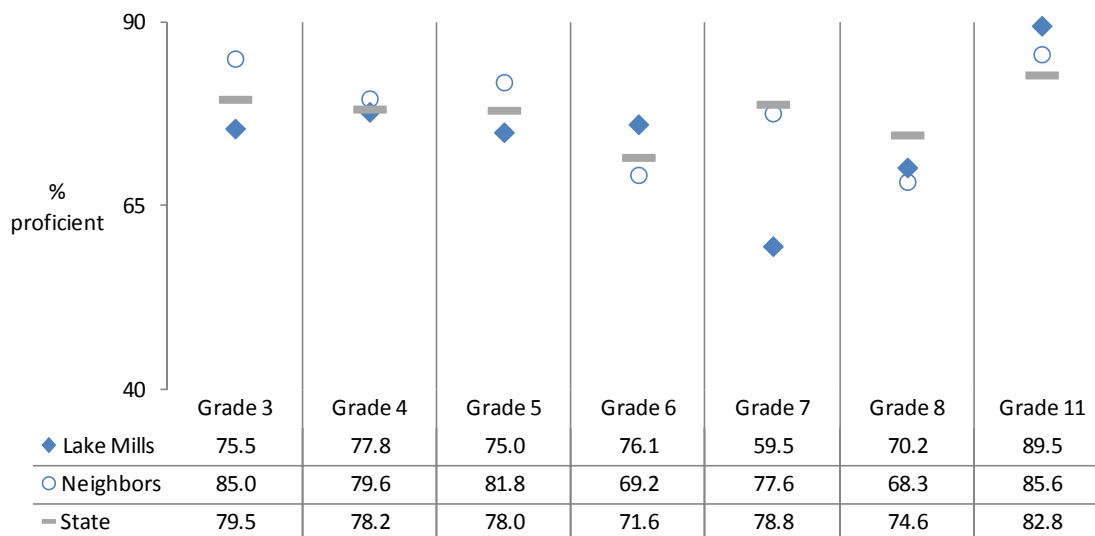 90
%
proficient
65
40
Grade 3 Grade 4 Grade 5 Grade 6 Grade 7 Grade 8 Grade 11
Lake Mills 75.5 77.8 75.0 76.1 59.5 70.2 89.5
Neighbors 85.0 79.6 81.8 69.2 77.6 68.3 85.6
State 79.5 78.2 78.0 71.6 78.8 74.6 82.8